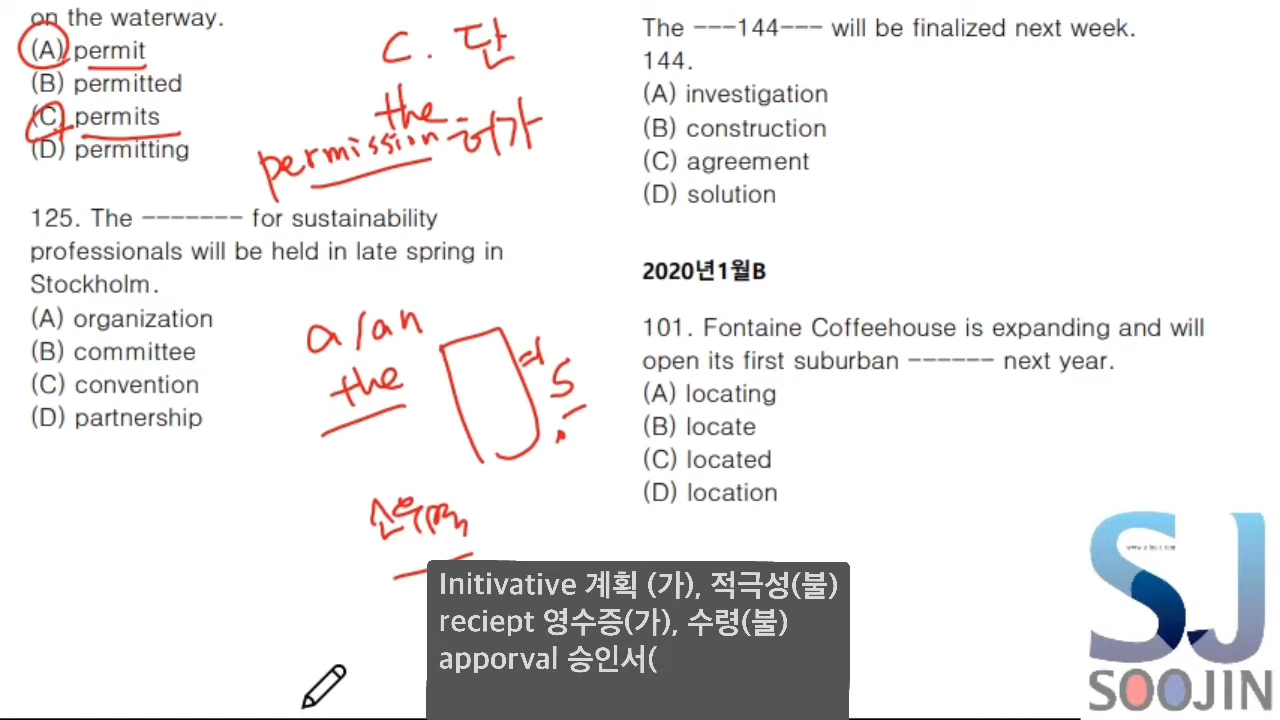 on the waterway.
(A) permit
(B) permitted
(C) permits
(D) permitting
C. 단
the
permission - 허가
125. The ------- for sustainability
professionals will be held in late spring in
Stockholm.
(A) organization
(B) committee
(C) convention
(D) partnership
a/an
the
S
The ---144--- will be finalized next week.
144.
(A) investigation
(B) construction
(C) agreement
(D) solution
2020년1월B
101. Fontaine Coffeehouse is expanding and will
open its first suburban ------ next year.
(A) locating
(B) locate
(C) located
(D) location
Initivative 계획 (가), 적극성(불)
reciept 영수증(가), 수령(불)
apporval 승인서(
SJ
SOOJIN